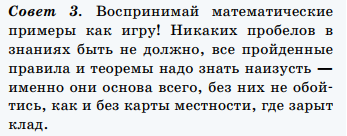 Совет 3. Воспринимай математические
примеры как игру! Никаких пробелов в
знаниях быть не должно, все пройденные
правила и теоремы надо знать наизусть —
именно они основа всего, без них не обой-
тись, как и без карты местности, где зарыт
клад.